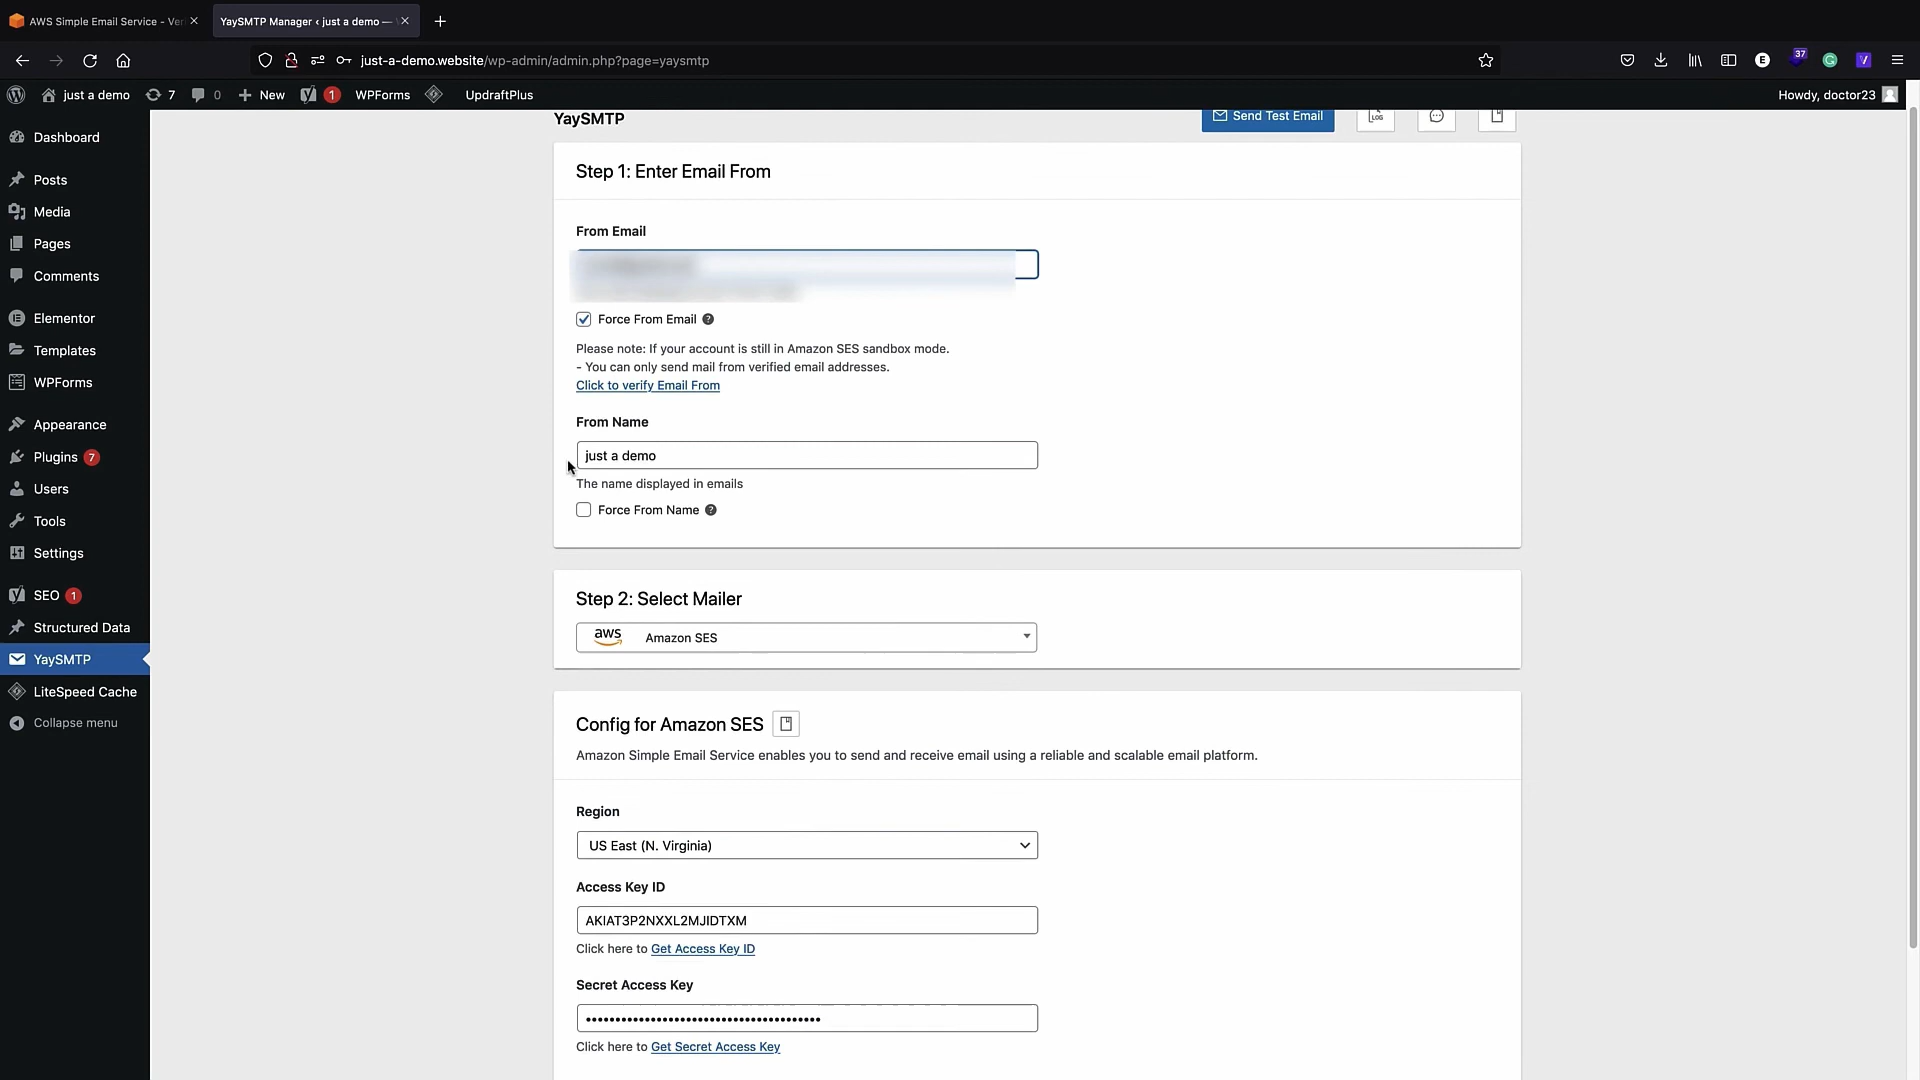 AWS Simple Email Service - Ver
YaySMTP Manager ‹ just a demo —
just-a-demo.website/wp-admin/admin.php?page=yaysmtp
E
37
G
V
just a demo
7
0
New
1
WPForms
UpdraftPlus
Howdy, doctor23
Dashboard
Posts
Media
Pages
Comments
Elementor
Templates
WPForms
Appearance
Plugins 7
Users
Tools
Settings
SEO 1
Structured Data
YaySMTP
LiteSpeed Cache
Collapse menu
YaySMTP
Send Test Email
LOG
Step 1: Enter Email From
From Email
Force From Email ?
Please note: If your account is still in Amazon SES sandbox mode.
- You can only send mail from verified email addresses.
Click to verify Email From
From Name
just a demo
The name displayed in emails
Force From Name ?
Step 2: Select Mailer
aws Amazon SES
Config for Amazon SES
Amazon Simple Email Service enables you to send and receive email using a reliable and scalable email platform.
Region
US East (N. Virginia)
Access Key ID
AKIAT3P2NXXL2MJIDTXM
Click here to Get Access Key ID
Secret Access Key
Click here to Get Secret Access Key